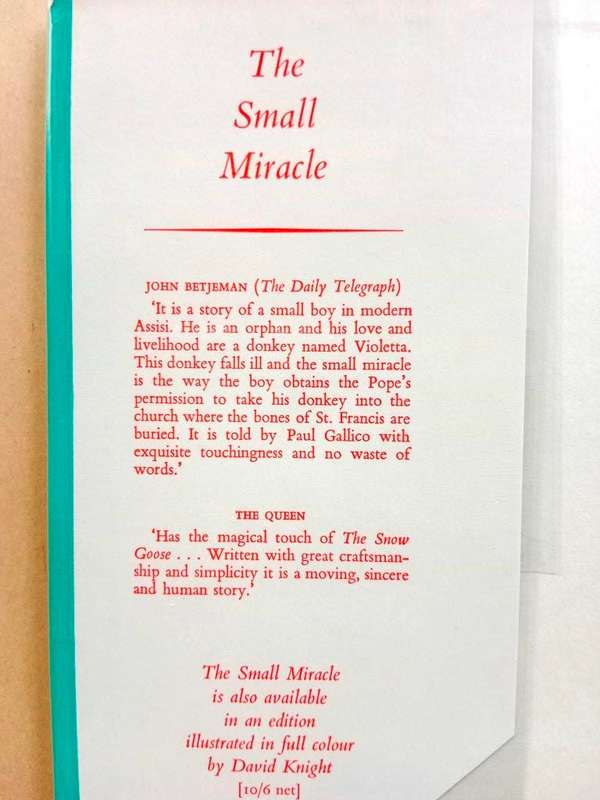 The
Small
Miracle
JOHN BETJEMAN (The Daily Telegraph)
'It is a story of a small boy in modern
Assisi. He is an orphan and his love and
livelihood are a donkey named Violetta.
This donkey falls ill and the small miracle
is the way the boy obtains the Pope's
permission to take his donkey into the
church where the bones of St. Francis are
buried. It is told by Paul Gallico with
exquisite touchingness and no waste of
words.'
THE QUEEN
'Has the magical touch of The Snow
Goose . . . Written with great craftsman-
ship and simplicity it is a moving, sincere
and human story.'
The Small Miracle
is also available
in an edition
illustrated in full colour
by David Knight
[10/6 net]